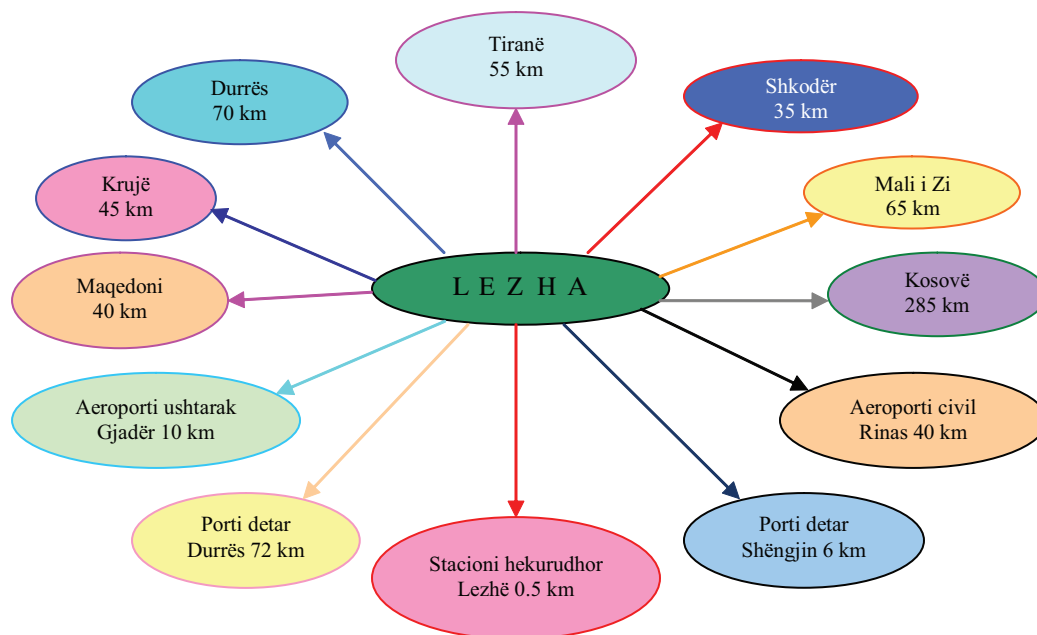 Tiranë
55 km
Durrës
70 km
Shkodër
35 km
Krujë
45 km
Mali i Zi
65 km
L E Z H A
Maqedoni
40 km
Kosovë
285 km
Aeroporti ushtarak
Gjadër 10 km
Aeroporti civil
Rinas 40 km
Porti detar
Durrës 72 km
Stacioni hekurudhor
Lezhë 0.5 km
Porti detar
Shëngjin 6 km